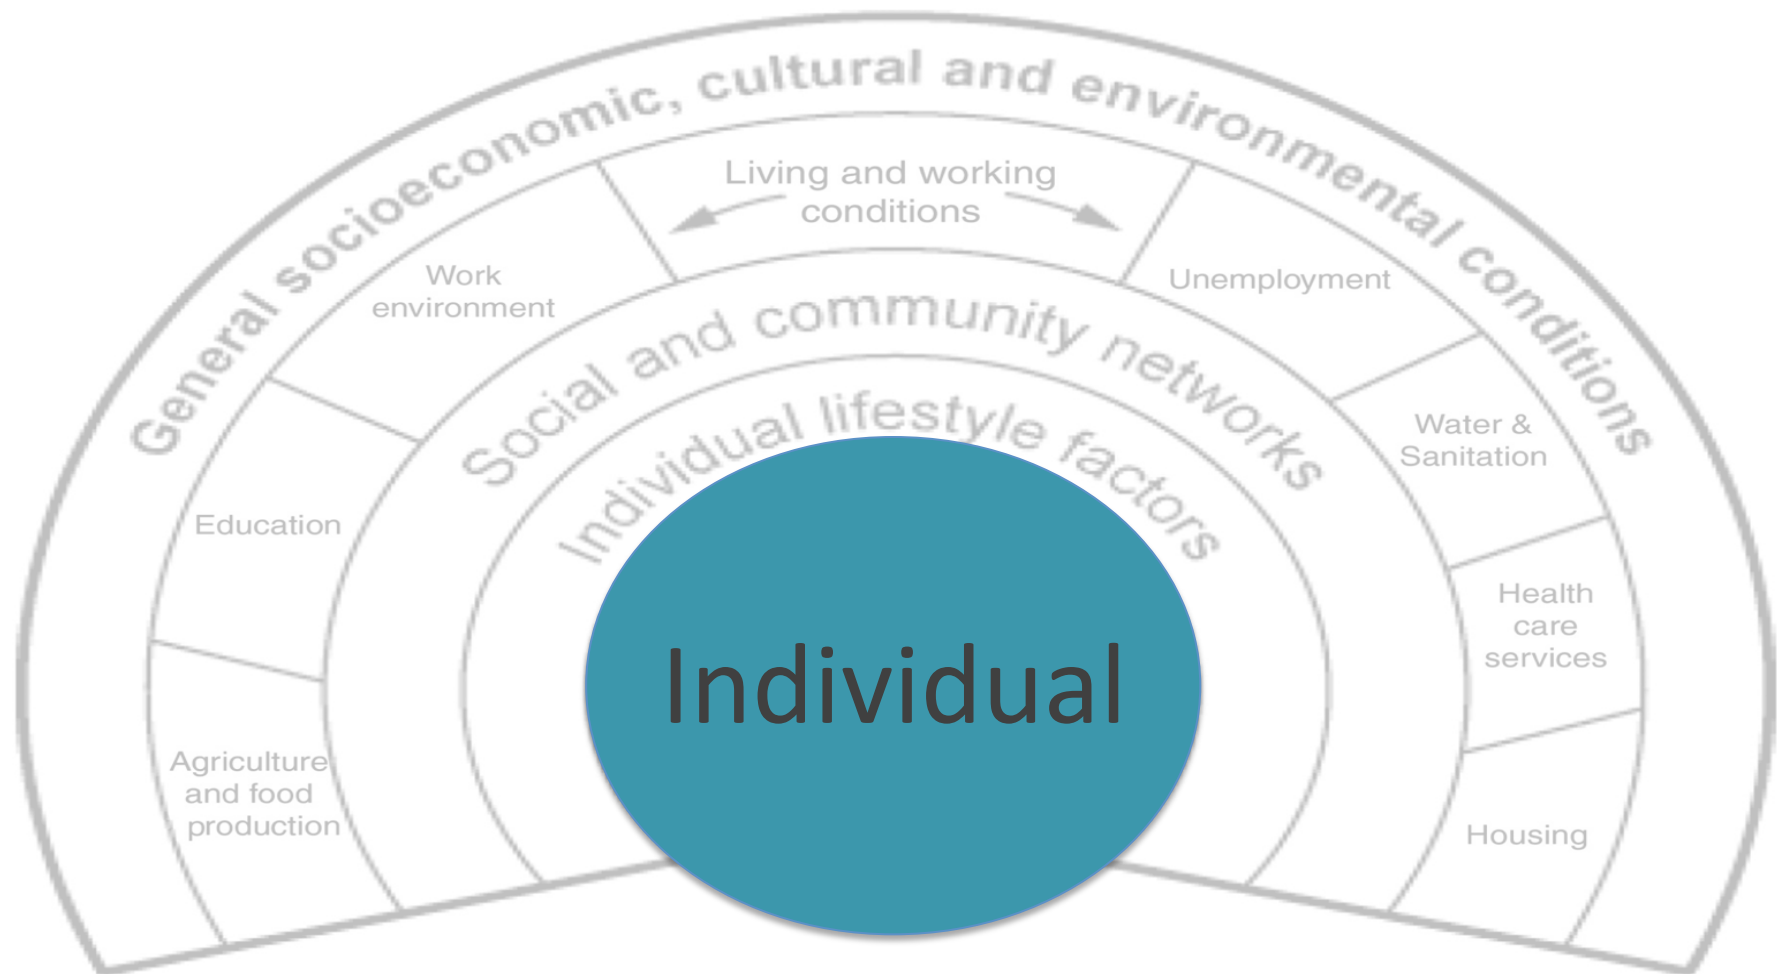 General socioeconomic, cultural and environmental conditions
Living and working
conditions
Work
environment
Unemployment
Social and community networks
Individual lifestyle factors
Water &
Sanitation
Education
Health
care
services
Individual
Agriculture
and food
production
Housing